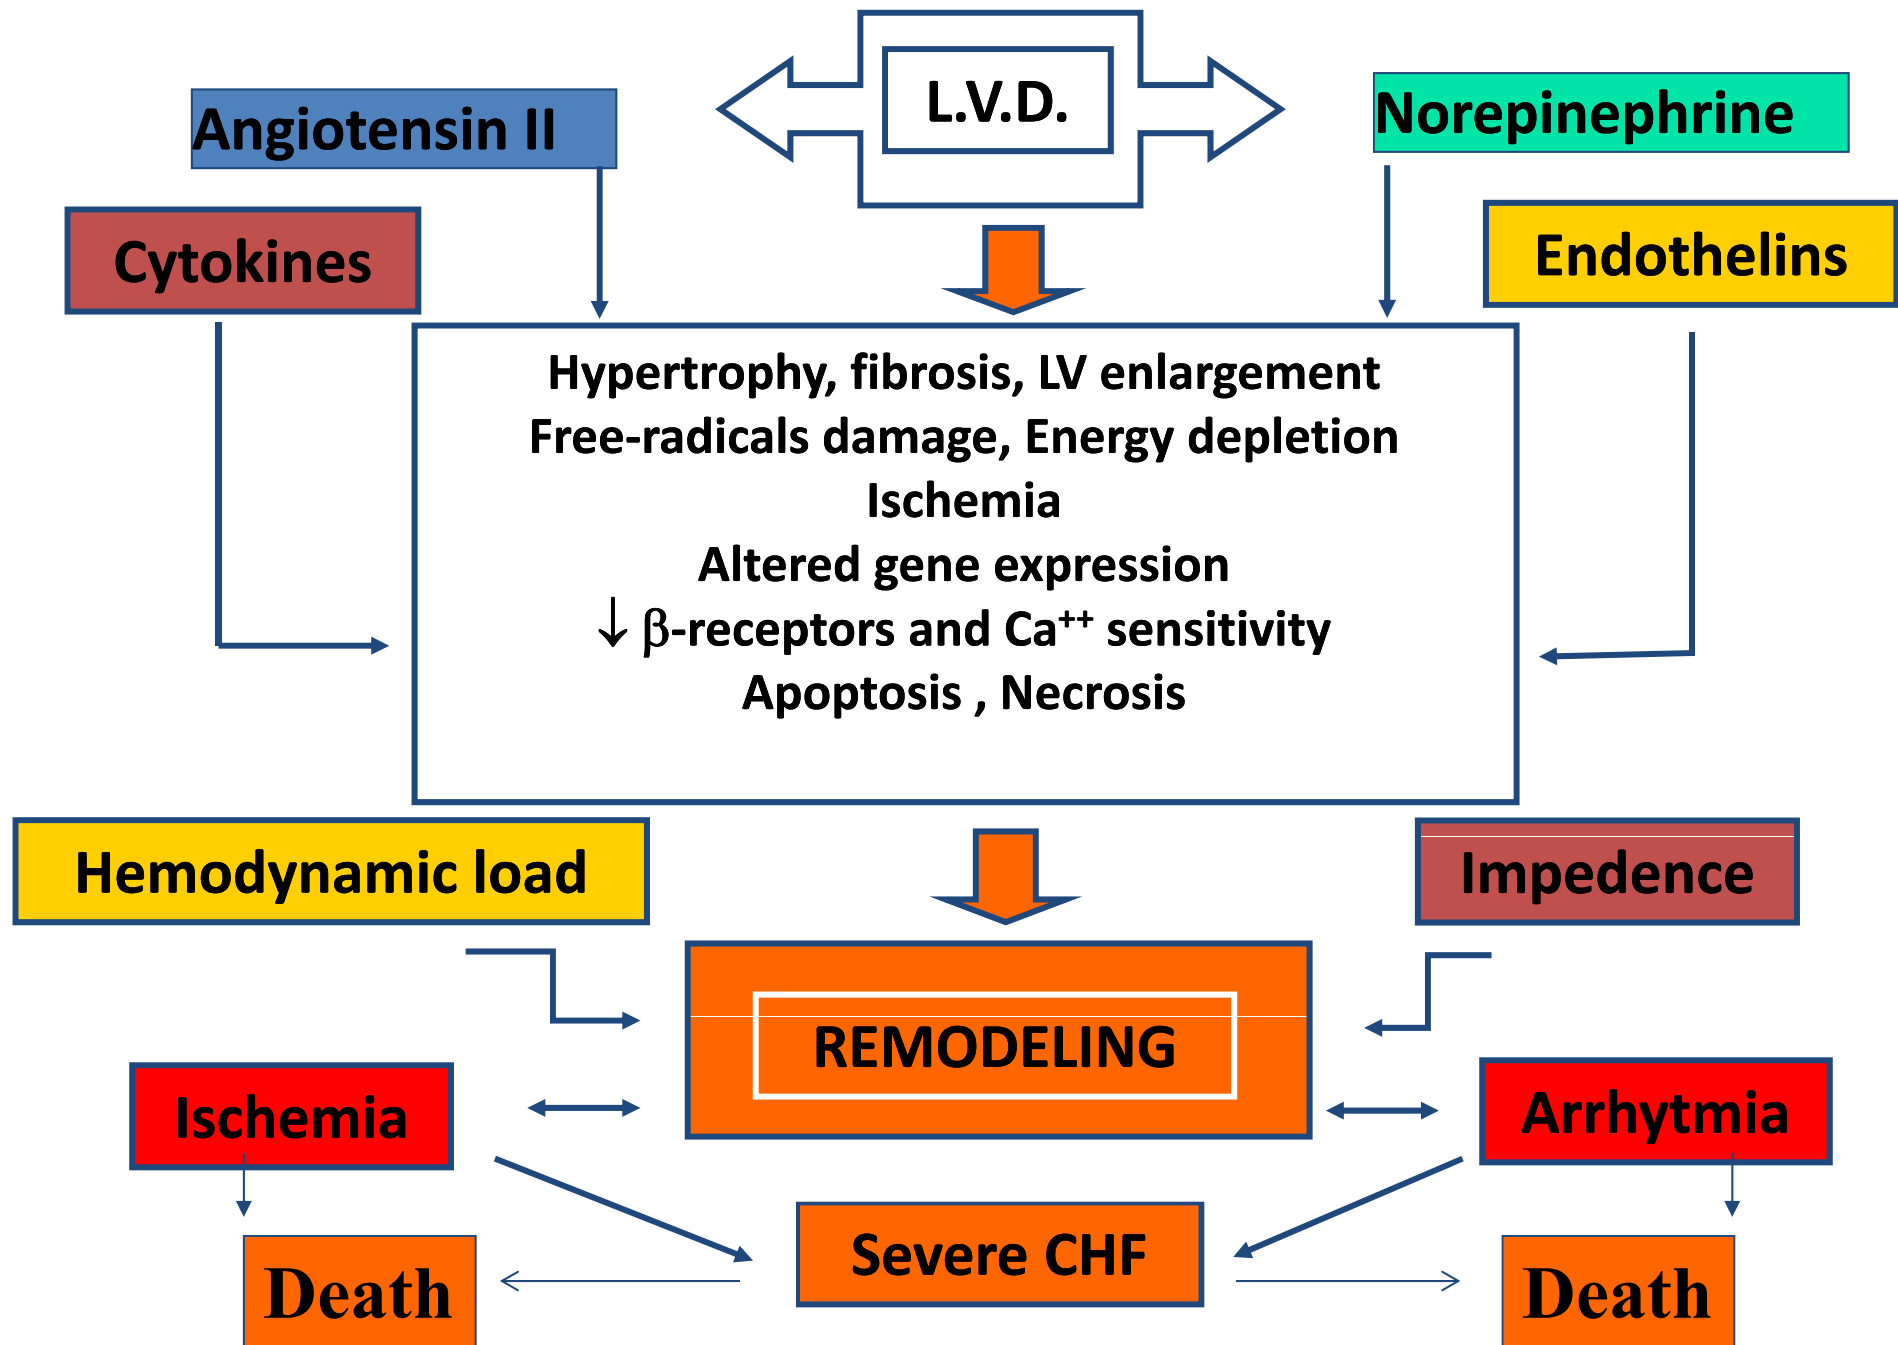 L.V.D.
Angiotensin II
Norepinephrine
Cytokines
Endothelins
Hypertrophy, fibrosis, LV enlargement
Free-radicals damage, Energy depletion
Ischemia
Altered gene expression
↓ β-receptors and Ca⁺⁺ sensitivity
Apoptosis , Necrosis
Hemodynamic load
Impedence
REMODELING
Ischemia
Arrhytmia
Severe CHF
Death
Death